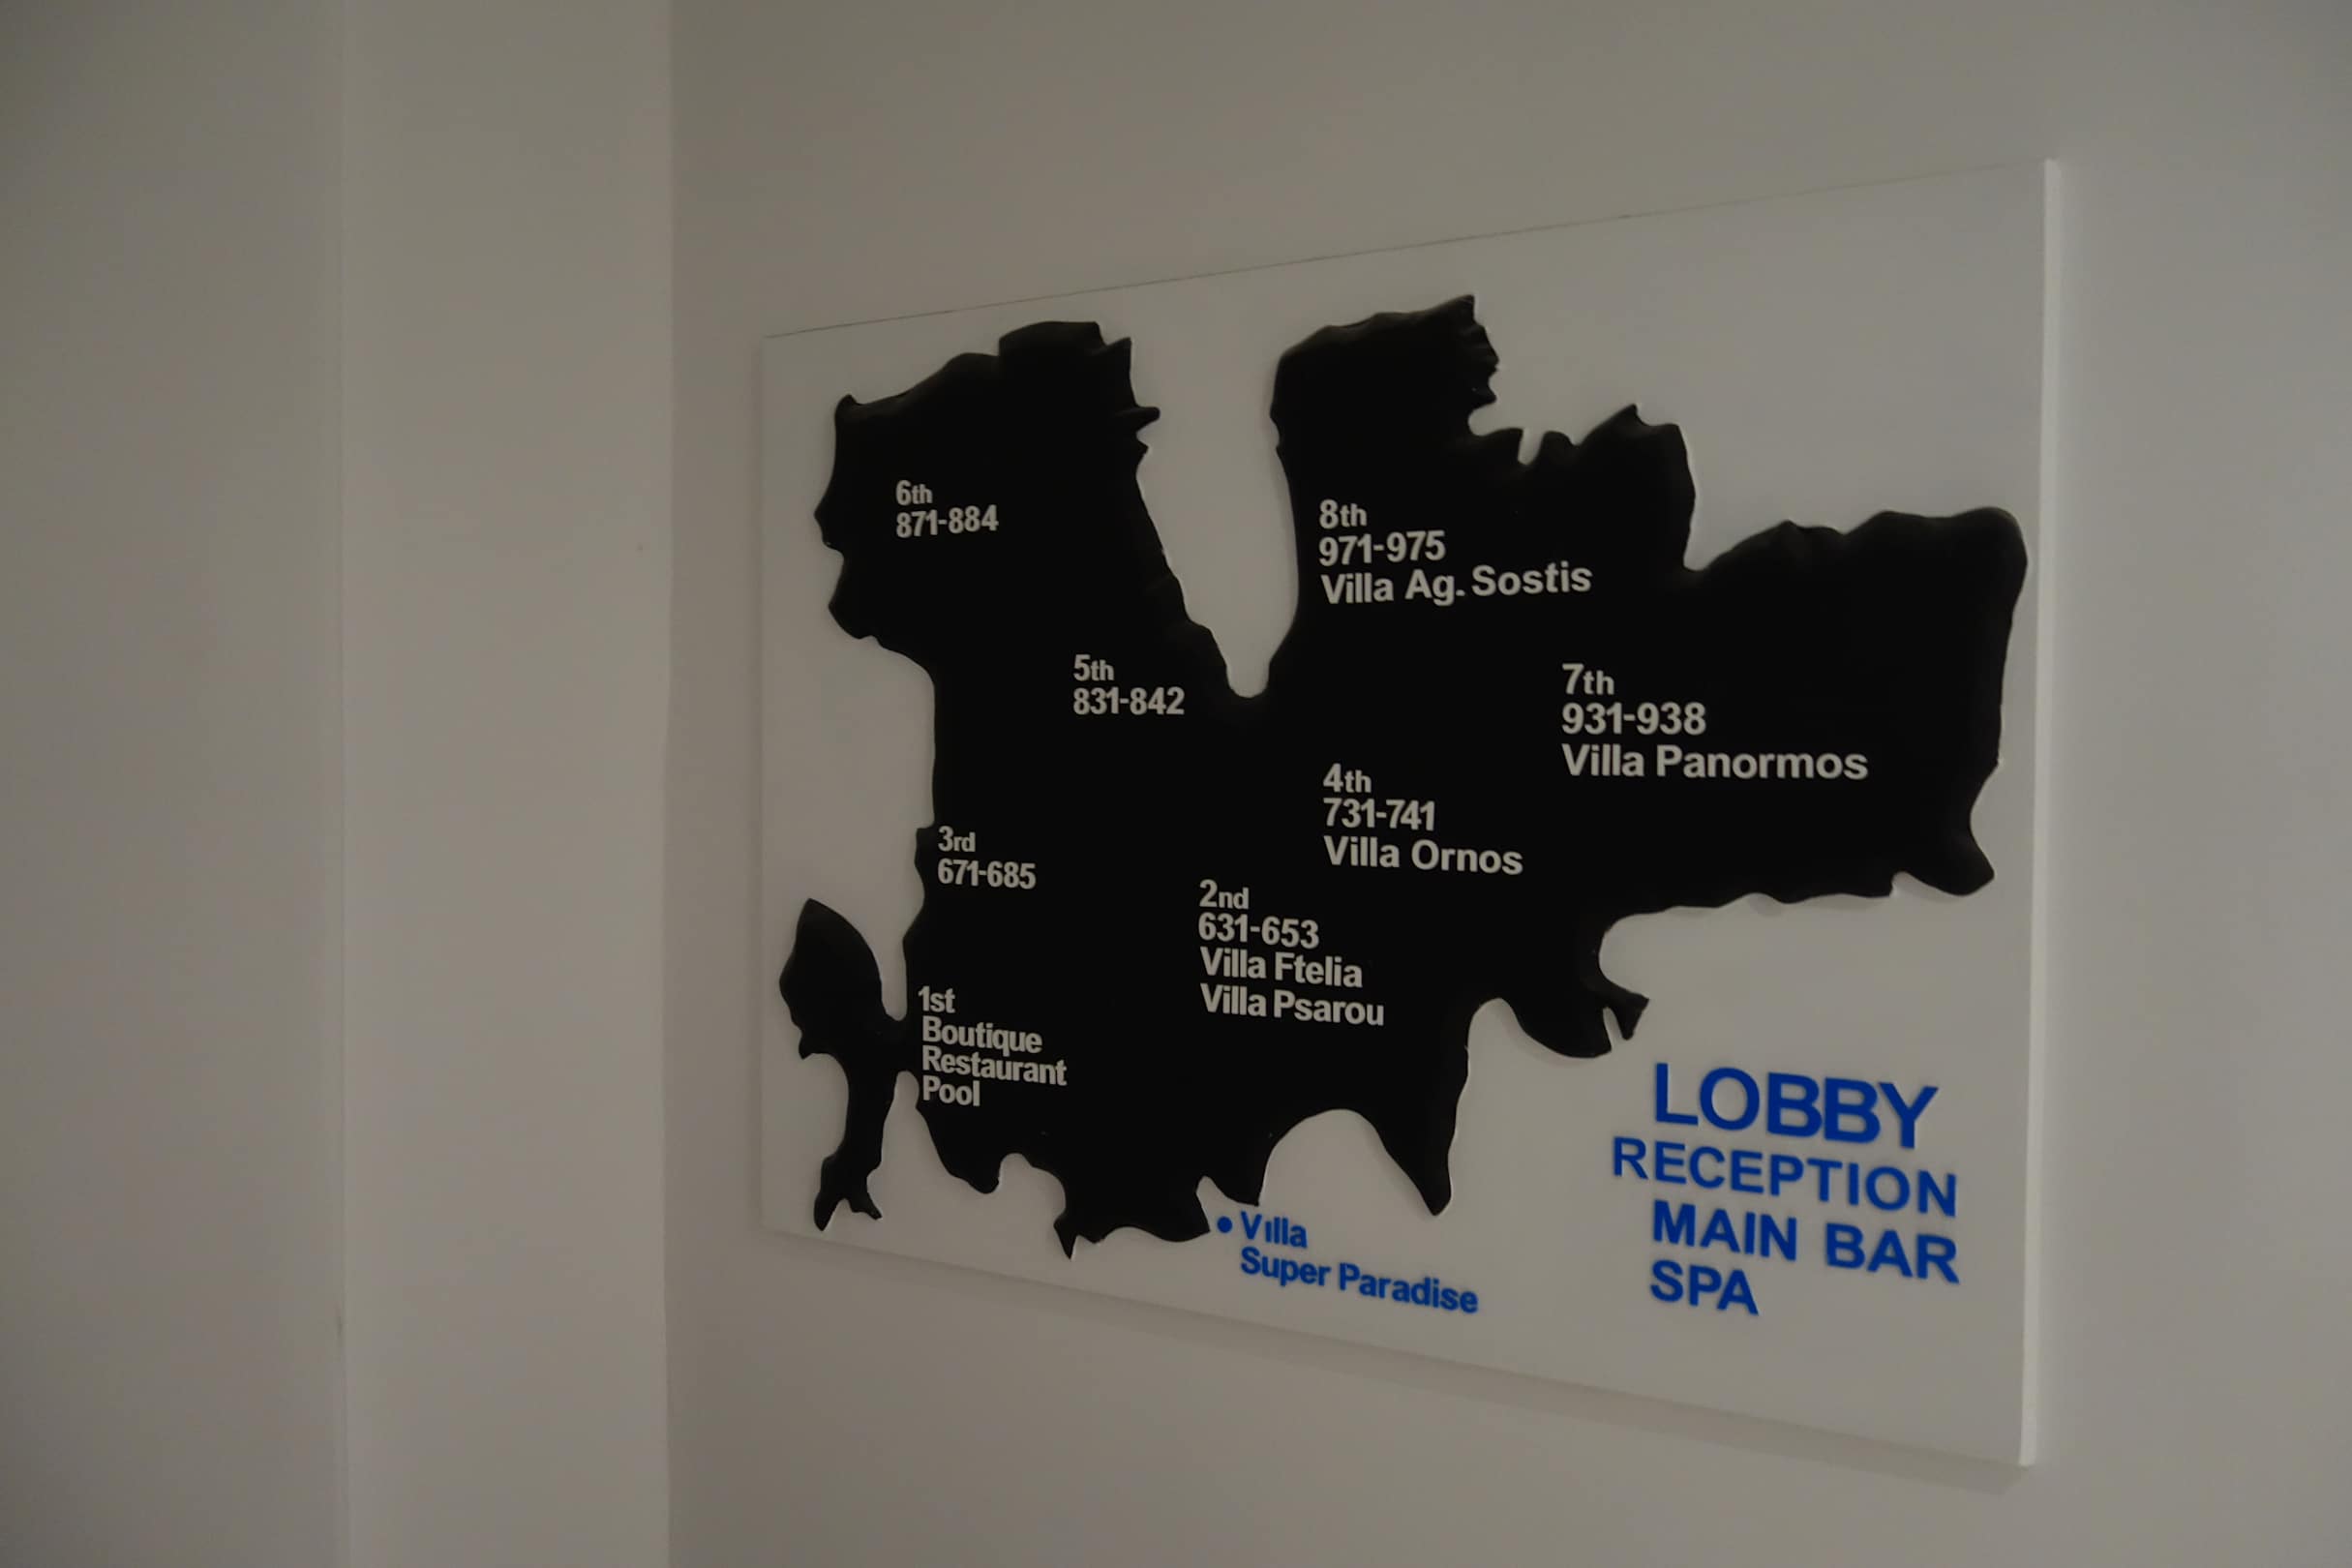 6th
871-884
8th
971-975
Villa Ag. Sostis
5th
831-842
7th
931-938
Villa Panormos
4th
731-741
Villa Ornos
3rd
671-685
2nd
631-653
Villa Ftelia
Villa Psarou
1st
Boutique
Restaurant
Pool
LOBBY
RECEPTION
MAIN BAR
SPA
• Villa
Super Paradise